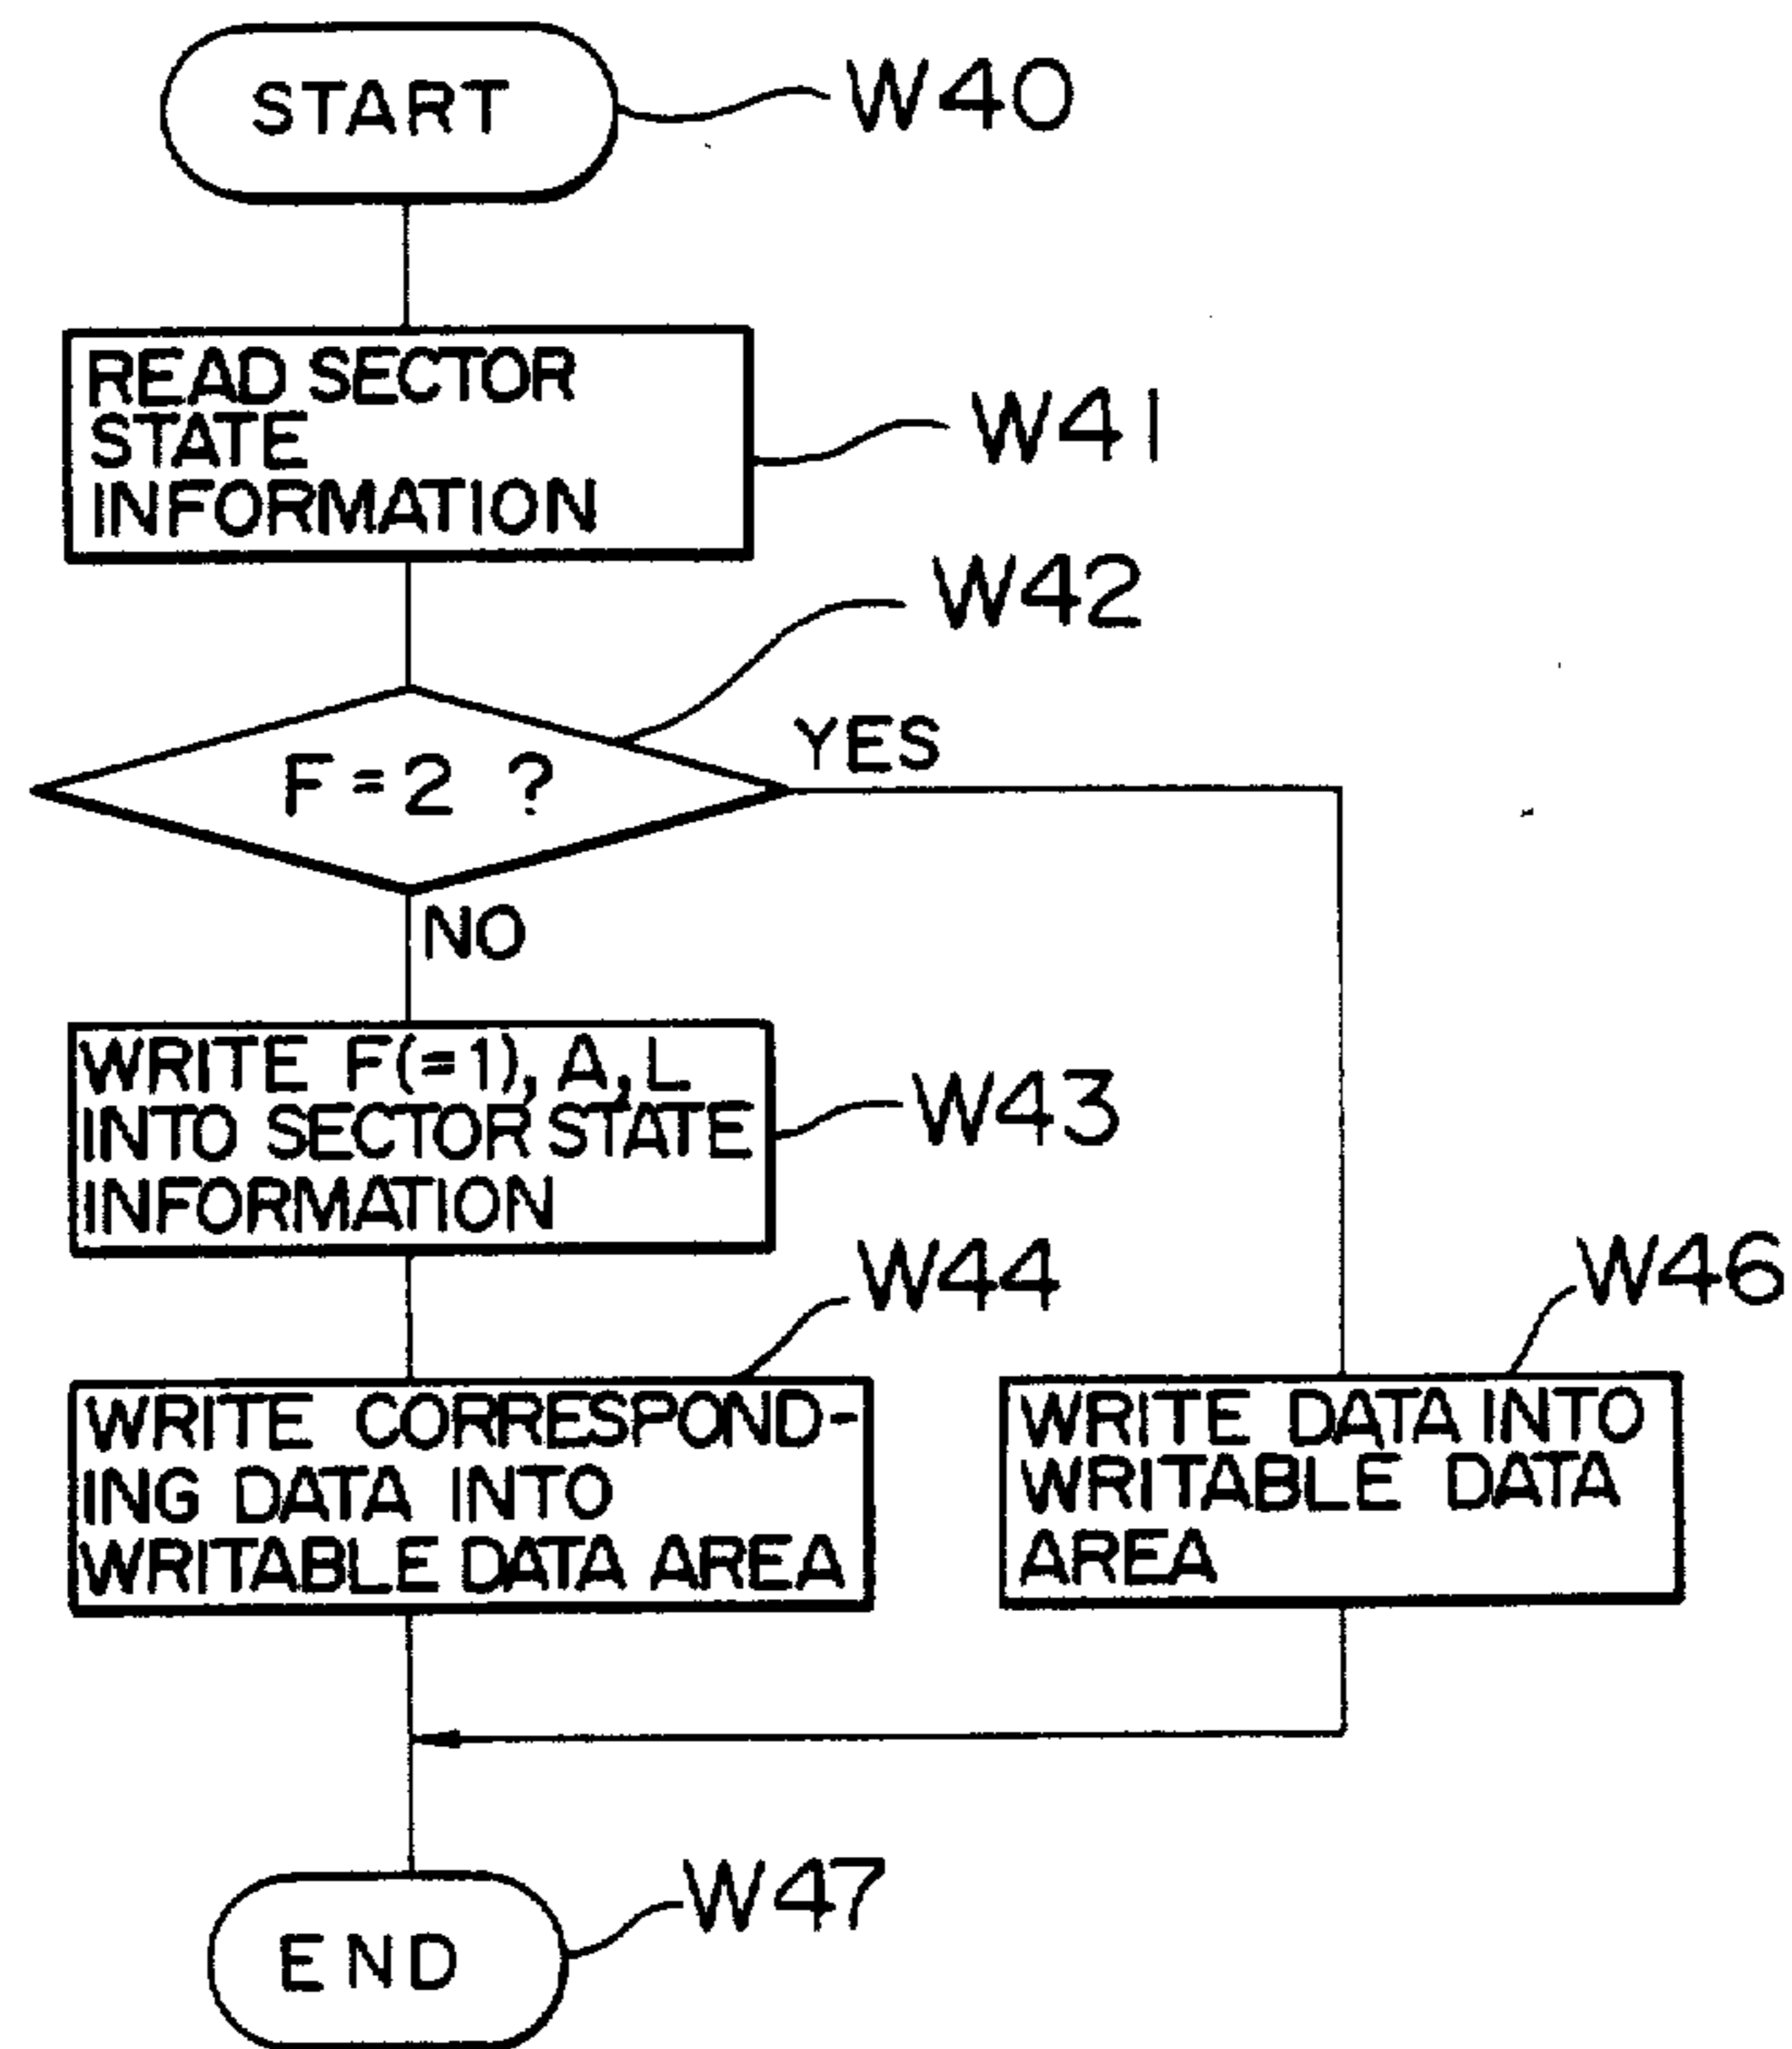 START
W40
READ SECTOR
STATE
INFORMATION
W41
W42
F=2 ?
YES
NO
WRITE F(=1), A, L
INTO SECTOR STATE
INFORMATION
W43
W44
WRITE CORRESPOND-
ING DATA INTO
WRITABLE DATA AREA
W46
WRITE DATA INTO
WRITABLE DATA
AREA
W47
END